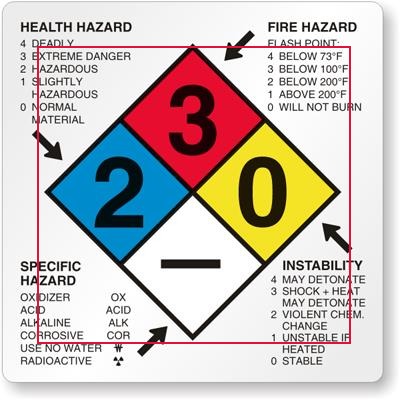 HEALTH HAZARD
4 DEADLY
3 EXTREME DANGER
2 HAZARDOUS
1 SLIGHTLY
HAZARDOUS
0 NORMAL
MATERIAL
FIRE HAZARD
FLASH POINT:
4 BELOW 73°F
3 BELOW 100°F
2 BELOW 200°F
1 ABOVE 200°F
0 WILL NOT BURN
3
2
0
—
SPECIFIC
HAZARD
OXIDIZER OX
ACID ACID
ALKALINE ALK
CORROSIVE COR
USE NO WATER W
RADIOACTIVE
INSTABILITY
4 MAY DETONATE
3 SHOCK + HEAT
MAY DETONATE
2 VIOLENT CHEM.
CHANGE
1 UNSTABLE IF
HEATED
0 STABLE